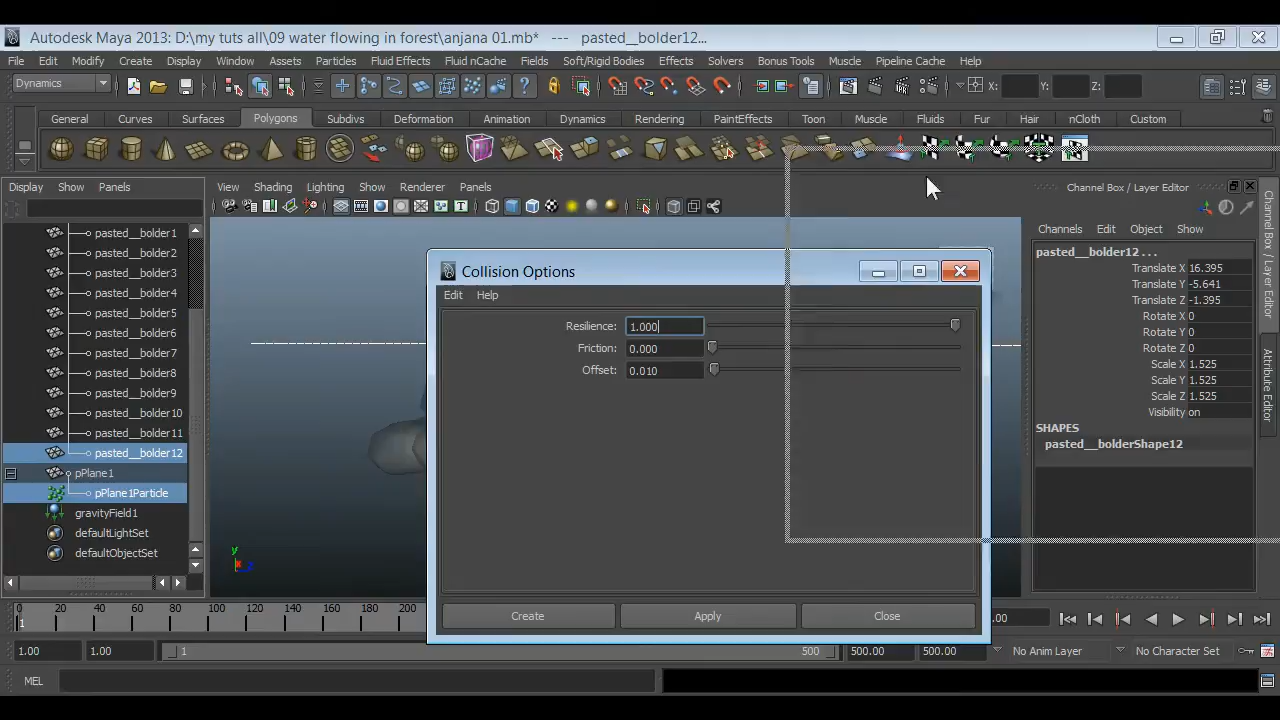 Autodesk Maya 2013: D:\my tuts all\09 water flowing in forest\anjana 01.mb* --- pasted__bolder12...
File Edit Modify Create Display Window Assets Particles Fluid Effects Fluid nCache Fields Soft/Rigid Bodies Effects Solvers Bonus Tools Muscle Pipeline Cache Help
Dynamics X: Y: Z:
General Curves Surfaces Polygons Subdivs Deformation Animation Dynamics Rendering PaintEffects Toon Muscle Fluids Fur Hair nCloth Custom
Display Show Panels
View Shading Lighting Show Renderer Panels
Channel Box / Layer Editor
Channels Edit Object Show
pasted__bolder1
pasted__bolder2
pasted__bolder3
pasted__bolder4
pasted__bolder5
pasted__bolder6
pasted__bolder7
pasted__bolder8
pasted__bolder9
pasted__bolder10
pasted__bolder11
pasted__bolder12
pPlane1
pPlane1Particle
gravityField1
defaultLightSet
defaultObjectSet
y
x z
Collision Options
Edit Help
Resilience: 1.000
Friction: 0.000
Offset: 0.010
Create Apply Close
pasted__bolder12 ...
Translate X 16.395
Translate Y -5.641
Translate Z -1.395
Rotate X 0
Rotate Y 0
Rotate Z 0
Scale X 1.525
Scale Y 1.525
Scale Z 1.525
Visibility on
SHAPES
pasted__bolderShape12
Channel Box / Layer Editor
Attribute Editor
0 20 40 60 80 100 120 140 160 180 200
1 .00
1.00 1.00 1 500 500.00 500.00 No Anim Layer No Character Set
MEL